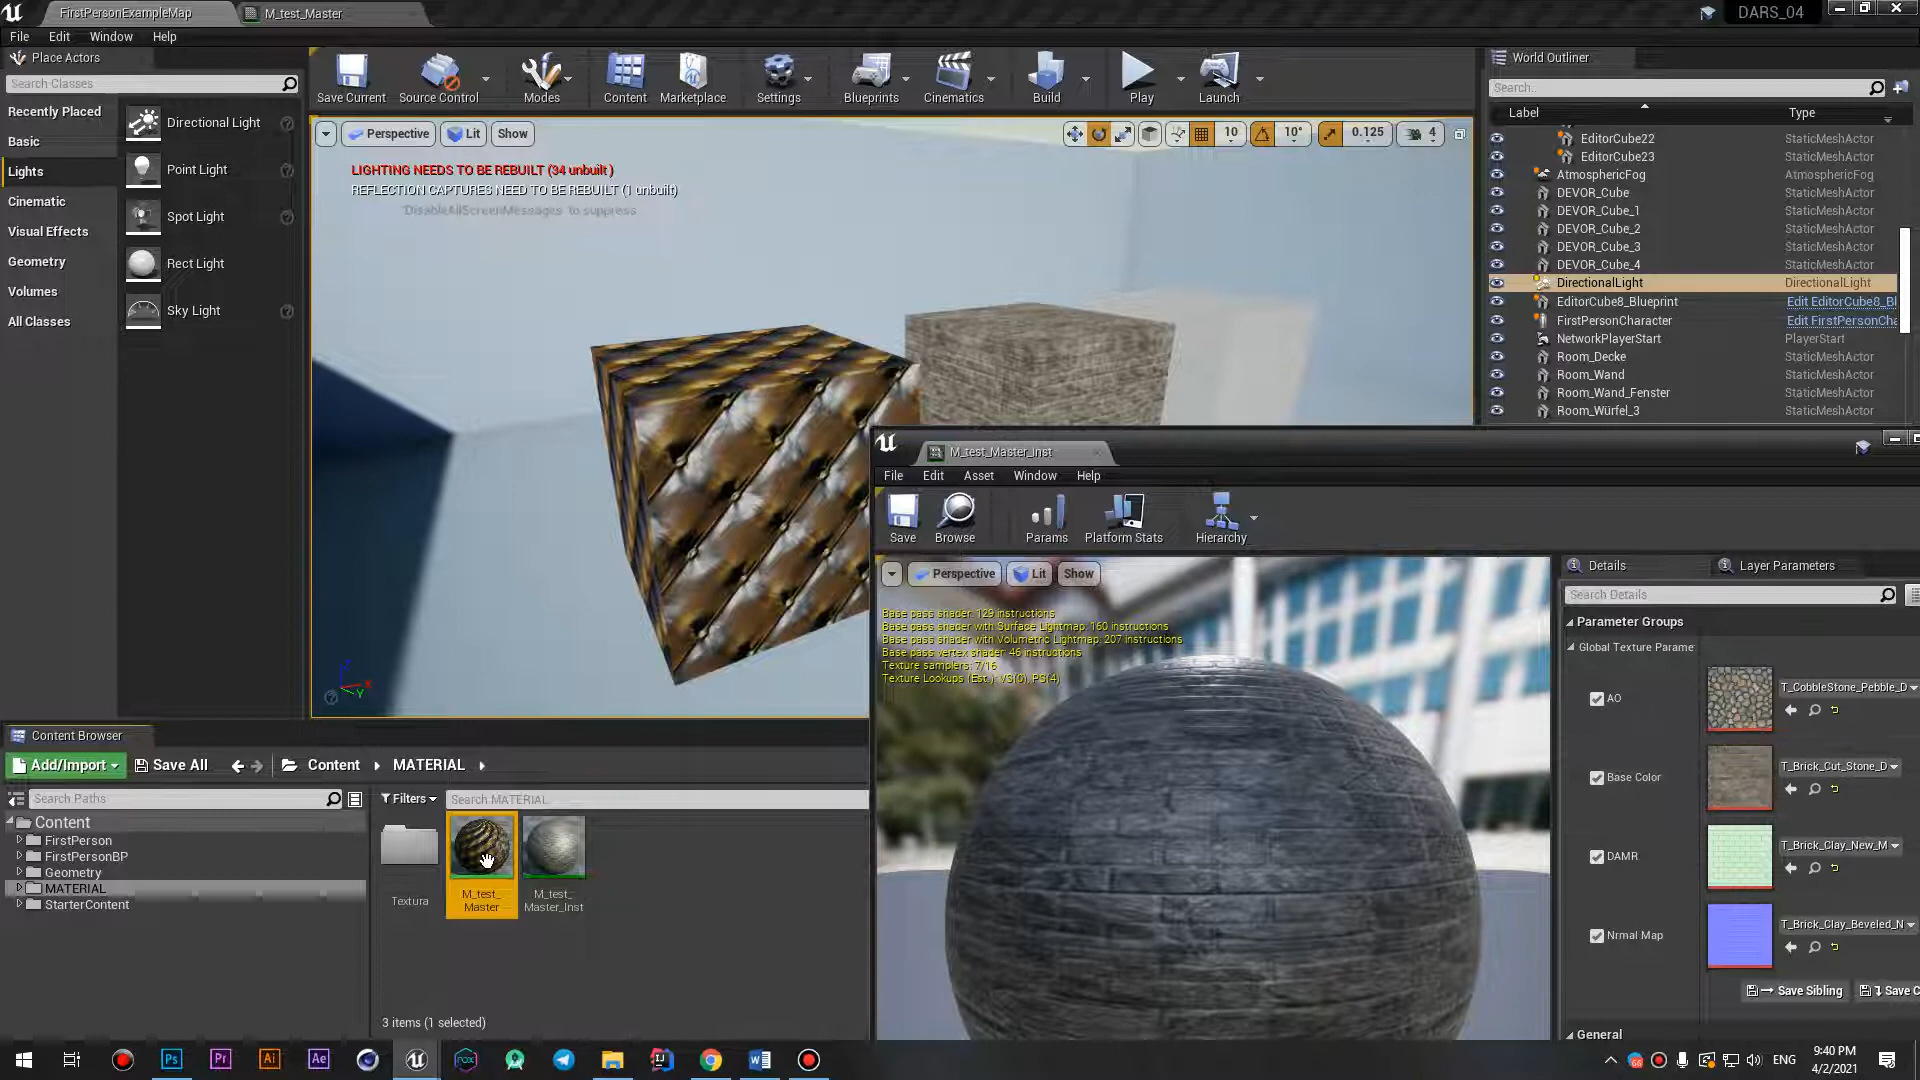 FirstPersonExampleMap
M_test_Master
DARS_04
File Edit Window Help
Place Actors
Search Classes
Recently Placed
Basic
Lights
Cinematic
Visual Effects
Geometry
Volumes
All Classes
Directional Light
Point Light
Spot Light
Rect Light
Sky Light
Save Current
Source Control
Modes
Content
Marketplace
Settings
Blueprints
Cinematics
Build
Play
Launch
Perspective Lit Show
10 10° 0.125 4
LIGHTING NEEDS TO BE REBUILT (34 unbuilt )
REFLECTION CAPTURES NEED TO BE REBUILT (1 unbuilt)
'DisableAllScreenMessages' to suppress
World Outliner
Search..
Label Type
EditorCube22 StaticMeshActor
EditorCube23 StaticMeshActor
AtmosphericFog AtmosphericFog
DEVOR_Cube StaticMeshActor
DEVOR_Cube_1 StaticMeshActor
DEVOR_Cube_2 StaticMeshActor
DEVOR_Cube_3 StaticMeshActor
DEVOR_Cube_4 StaticMeshActor
DirectionalLight DirectionalLight
EditorCube8_Blueprint Edit EditorCube8_Bl
FirstPersonCharacter Edit FirstPersonCha
NetworkPlayerStart PlayerStart
Room_Decke StaticMeshActor
Room_Wand StaticMeshActor
Room_Wand_Fenster StaticMeshActor
Room_Würfel_3 StaticMeshActor
M_test_Master_Inst
File Edit Asset Window Help
Save Browse Params Platform Stats Hierarchy
Perspective Lit Show
Base pass shader: 129 instructions
Base pass shader with Surface Lightmap: 160 instructions
Base pass shader with Volumetric Lightmap: 207 instructions
Base pass vertex shader: 46 instructions
Texture samplers: 7/16
Texture Lookups (Est.): VS(0), PS(4)
Details Layer Parameters
Search Details
Parameter Groups
Global Texture Parame
AO T_CobbleStone_Pebble_D
Base Color T_Brick_Cut_Stone_D
DAMR T_Brick_Clay_New_M
Nrmal Map T_Brick_Clay_Beveled_N
Save Sibling Save C
General
Content Browser
Add/Import Save All Content MATERIAL
Search Paths
Filters Search MATERIAL
Content
FirstPerson
FirstPersonBP
Geometry
MATERIAL
StarterContent
Textura
M_test_
Master
M_test_
Master_Inst
3 items (1 selected)
X
Y
Z
Ps Pr Ai Ae
ENG
9:40 PM
4/2/2021